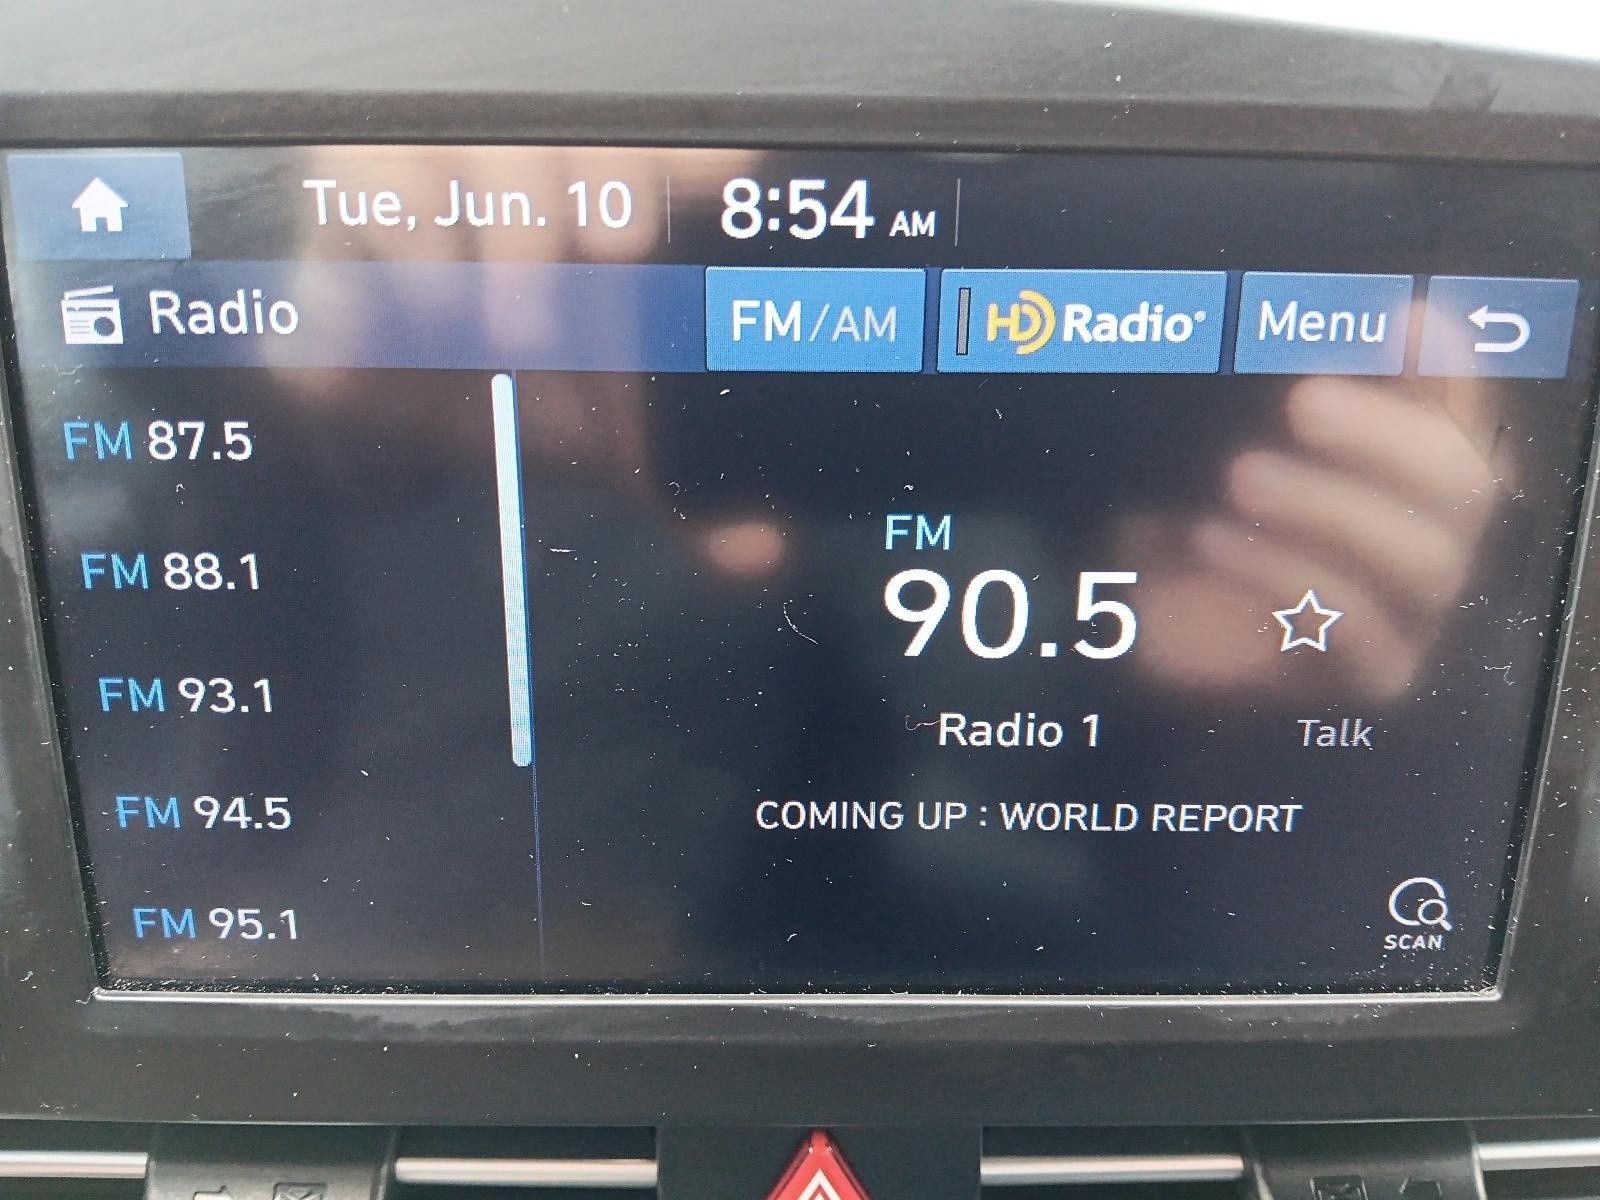 Tue, Jun. 10 8:54 AM
Radio FM/AM HD Radio® Menu
FM 87.5
FM 88.1
FM 93.1
FM 94.5
FM 95.1
FM
90.5
Radio 1 Talk
COMING UP : WORLD REPORT
SCAN